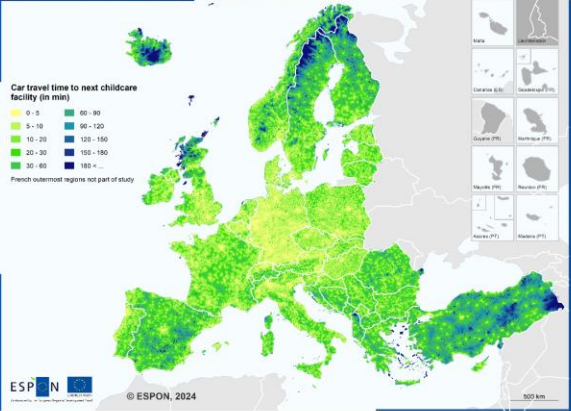 Car travel time to next childcare
facility (in min)
0 - 5
5 - 10
10 - 20
20 - 30
30 - 60
60 - 90
90 - 120
120 - 150
150 - 180
180 < ...
French outermost regions not part of study
Malta
Liechtenstein
Canarias (ES)
Guadeloupe (FR)
Guyane (FR)
Martinique (FR)
Mayotte (FR)
Reunion (FR)
Azores (PT)
Madeira (PT)
ESPON
© ESPON, 2024
500 km